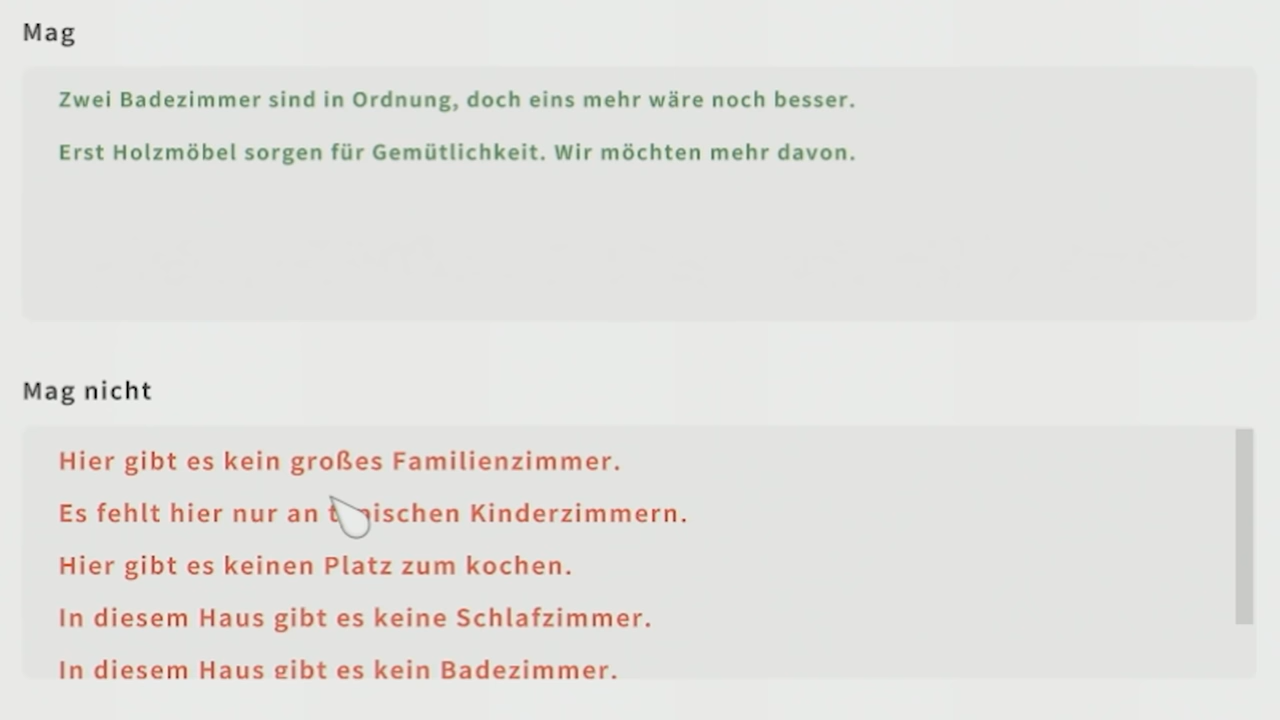 Mag
Zwei Badezimmer sind in Ordnung, doch eins mehr wäre noch besser.
Erst Holzmöbel sorgen für Gemütlichkeit. Wir möchten mehr davon.
Mag nicht
Hier gibt es kein großes Familienzimmer.
Es fehlt hier nur an Kinderzimmern.
Hier gibt es keinen Platz zum kochen.
In diesem Haus gibt es keine Schlafzimmer.
In diesem Haus gibt es kein Badezimmer.